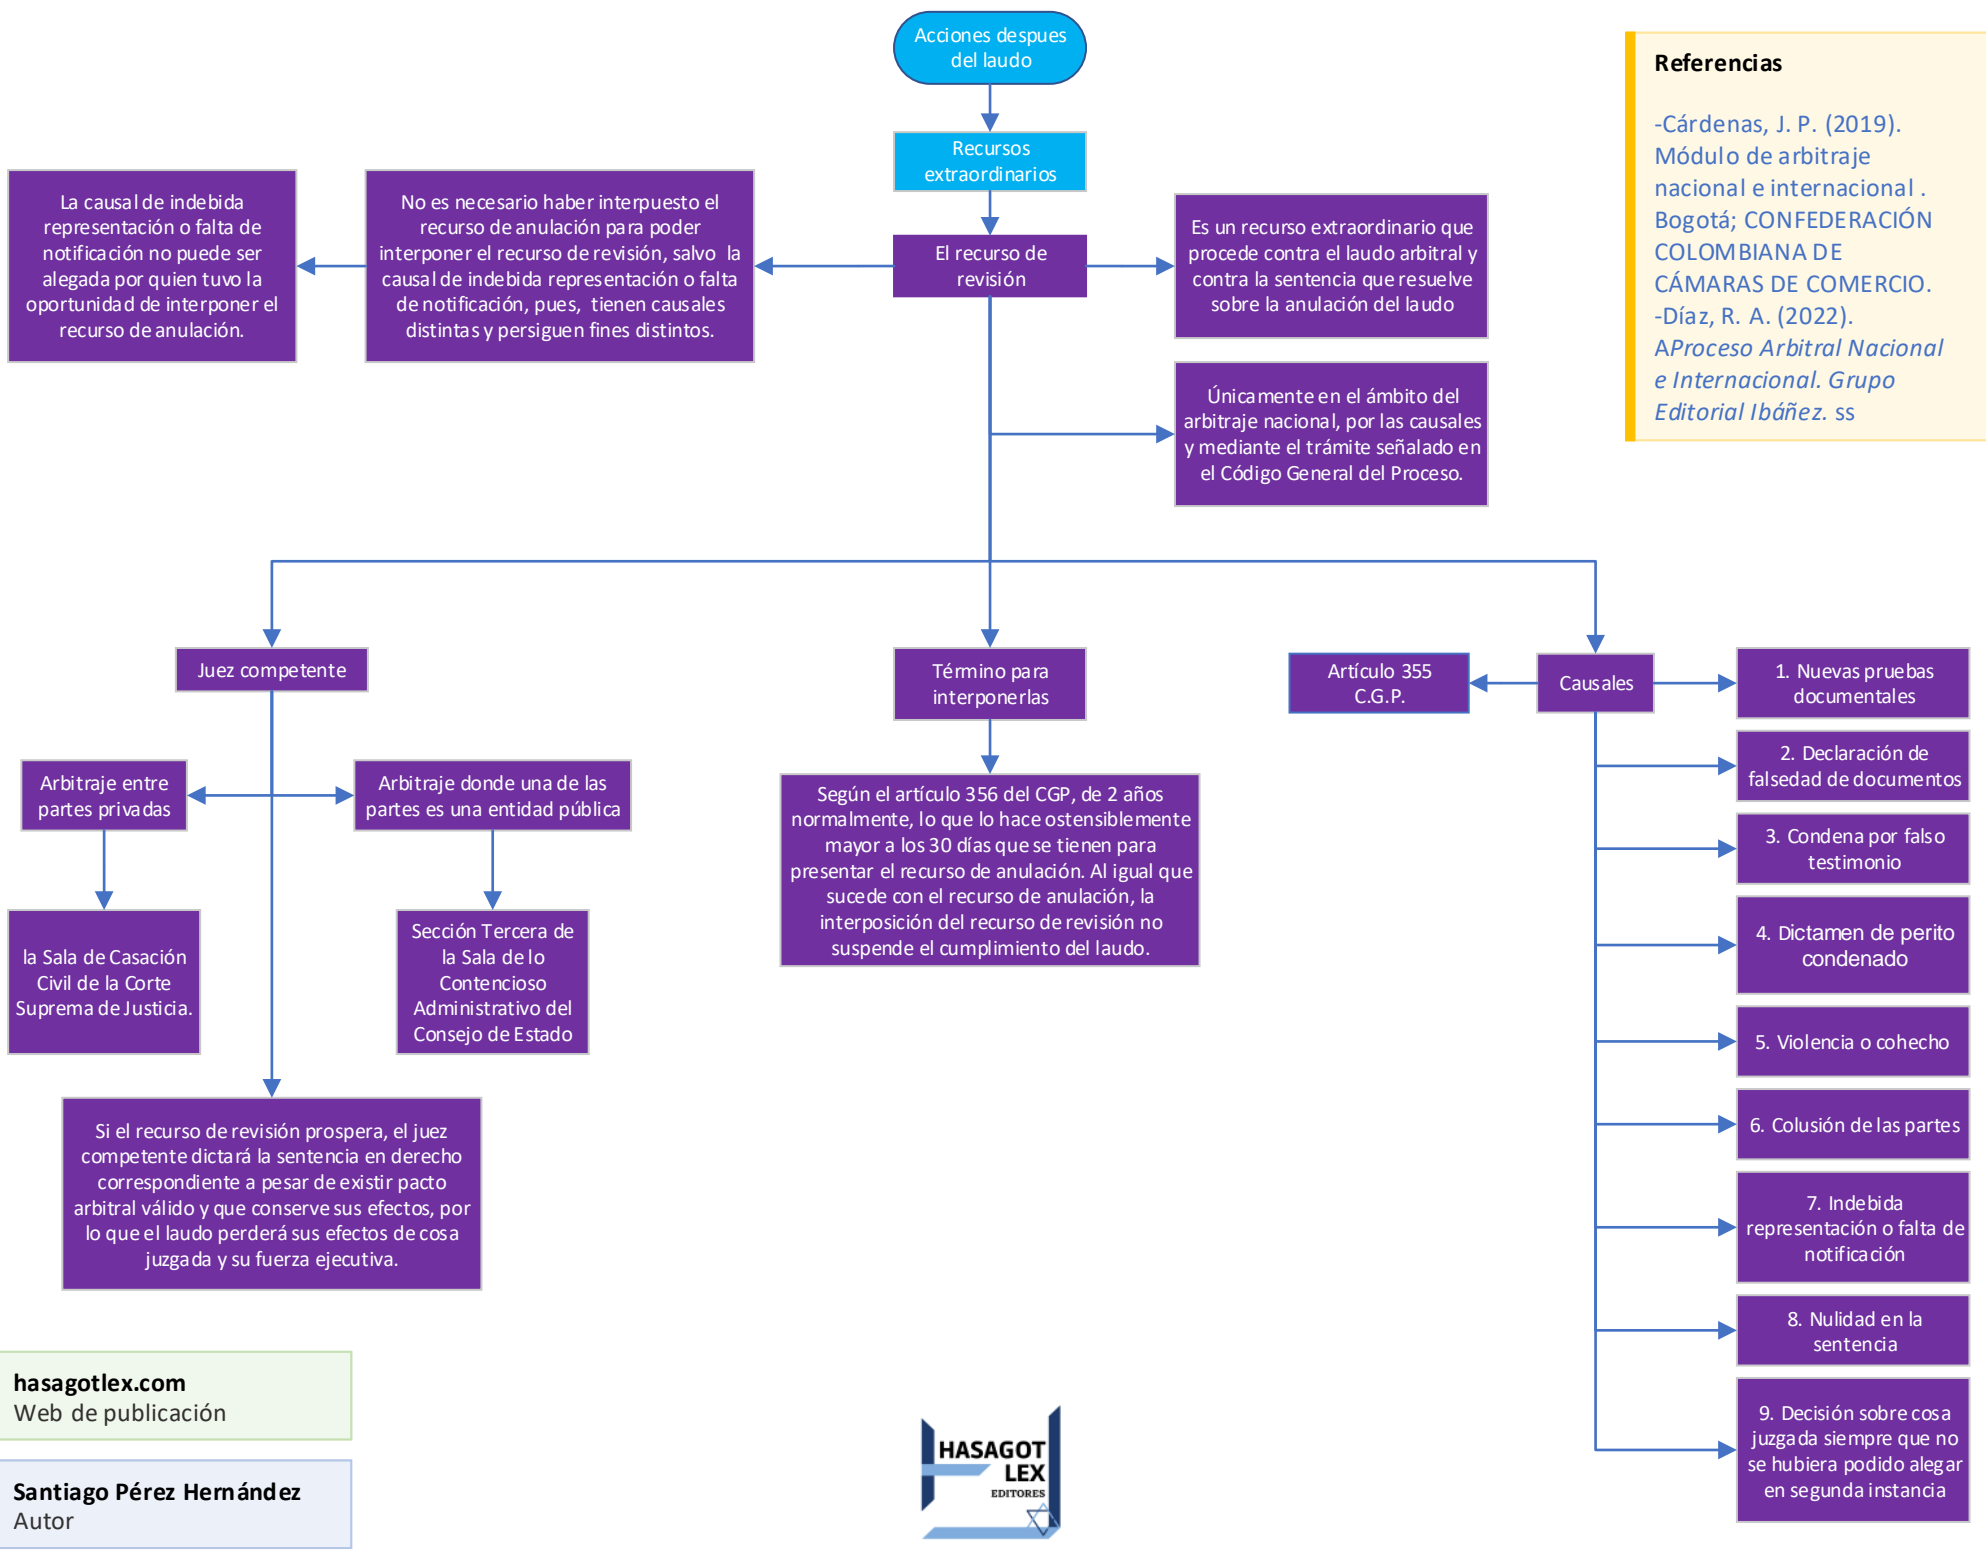 Acciones despues
del laudo
Recursos
extraordinarios
El recurso de
revisión
La causal de indebida
representación o falta de
notificación no puede ser
alegada por quien tuvo la
oportunidad de interponer el
recurso de anulación.
No es necesario haber interpuesto el
recurso de anulación para poder
interponer el recurso de revisión, salvo la
causal de indebida representación o falta
de notificación, pues, tienen causales
distintas y persiguen fines distintos.
Es un recurso extraordinario que
procede contra el laudo arbitral y
contra la sentencia que resuelve
sobre la anulación del laudo
Únicamente en el ámbito del
arbitraje nacional, por las causales
y mediante el trámite señalado en
el Código General del Proceso.
Referencias
-Cárdenas, J. P. (2019).
Módulo de arbitraje
nacional e internacional .
Bogotá; CONFEDERACIÓN
COLOMBIANA DE
CÁMARAS DE COMERCIO.
-Díaz, R. A. (2022).
AProceso Arbitral Nacional
e Internacional. Grupo
Editorial Ibáñez. ss
Juez competente
Arbitraje entre
partes privadas
Arbitraje donde una de las
partes es una entidad pública
la Sala de Casación
Civil de la Corte
Suprema de Justicia.
Sección Tercera de
la Sala de lo
Contencioso
Administrativo del
Consejo de Estado
Si el recurso de revisión prospera, el juez
competente dictará la sentencia en derecho
correspondiente a pesar de existir pacto
arbitral válido y que conserve sus efectos, por
lo que el laudo perderá sus efectos de cosa
juzgada y su fuerza ejecutiva.
Término para
interponerlas
Según el artículo 356 del CGP, de 2 años
normalmente, lo que lo hace ostensiblemente
mayor a los 30 días que se tienen para
presentar el recurso de anulación. Al igual que
sucede con el recurso de anulación, la
interposición del recurso de revisión no
suspende el cumplimiento del laudo.
Artículo 355
C.G.P.
Causales
1. Nuevas pruebas
documentales
2. Declaración de
falsedad de documentos
3. Condena por falso
testimonio
4. Dictamen de perito
condenado
5. Violencia o cohecho
6. Colusión de las partes
7. Indebida
representación o falta de
notificación
8. Nulidad en la
sentencia
9. Decisión sobre cosa
juzgada siempre que no
se hubiera podido alegar
en segunda instancia
hasagotlex.com
Web de publicación
Santiago Pérez Hernández
Autor
HASAGOT
LEX
EDITORES